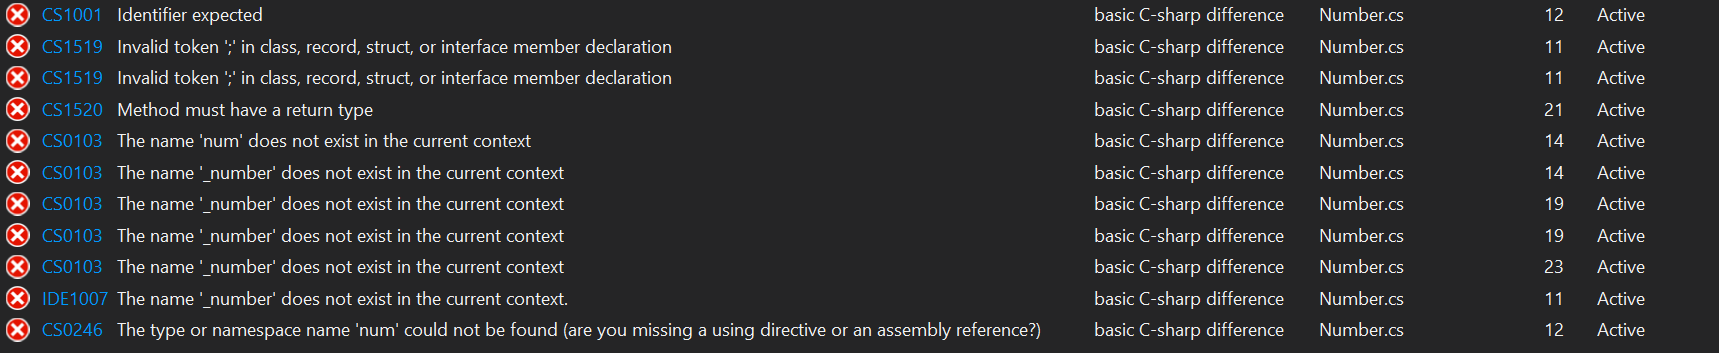 CS1001 Identifier expected basic C-sharp difference Number.cs 12 Active
CS1519 Invalid token ';' in class, record, struct, or interface member declaration basic C-sharp difference Number.cs 11 Active
CS1519 Invalid token ';' in class, record, struct, or interface member declaration basic C-sharp difference Number.cs 11 Active
CS1520 Method must have a return type basic C-sharp difference Number.cs 21 Active
CS0103 The name 'num' does not exist in the current context basic C-sharp difference Number.cs 14 Active
CS0103 The name '_number' does not exist in the current context basic C-sharp difference Number.cs 14 Active
CS0103 The name '_number' does not exist in the current context basic C-sharp difference Number.cs 19 Active
CS0103 The name '_number' does not exist in the current context basic C-sharp difference Number.cs 19 Active
CS0103 The name '_number' does not exist in the current context basic C-sharp difference Number.cs 23 Active
IDE1007 The name '_number' does not exist in the current context. basic C-sharp difference Number.cs 11 Active
CS0246 The type or namespace name 'num' could not be found (are you missing a using directive or an assembly reference?) basic C-sharp difference Number.cs 12 Active